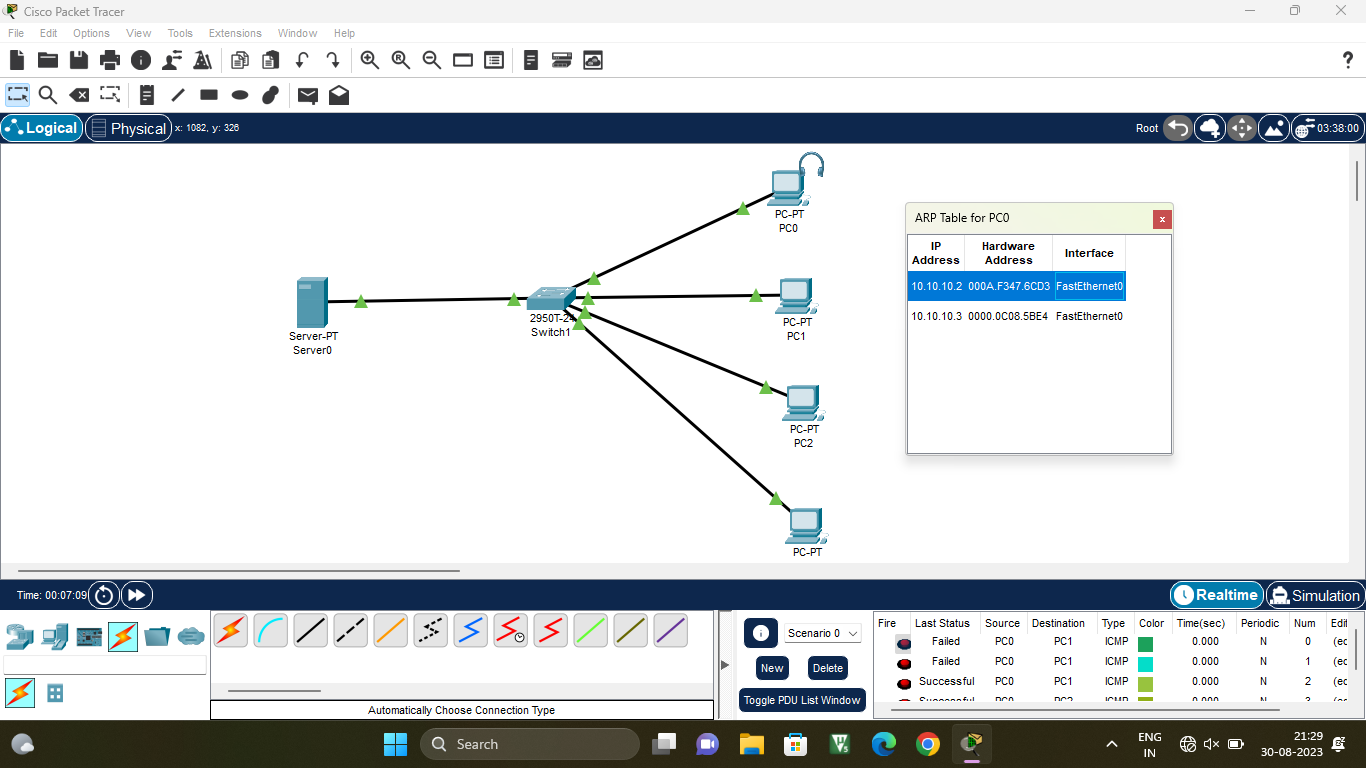 Cisco Packet Tracer
File Edit Options View Tools Extensions Window Help
Logical Physical x: 1082, y: 326 Root 03:38:00
PC-PT
PC0
ARP Table for PC0 x
IP Address Hardware Address Interface
10.10.10.2 000A.F347.6CD3 FastEthernet0
10.10.10.3 0000.0C08.5BE4 FastEthernet0
Server-PT
Server0
2950T-24
Switch1
PC-PT
PC1
PC-PT
PC2
PC-PT
Time: 00:07:09 Realtime Simulation
Scenario 0
New Delete
Toggle PDU List Window
Automatically Choose Connection Type
Fire Last Status Source Destination Type Color Time(sec) Periodic Num Edit
Failed PC0 PC1 ICMP 0.000 N 0 (ec
Failed PC0 PC1 ICMP 0.000 N 1 (ec
Successful PC0 PC1 ICMP 0.000 N 2 (ec
Successful PC0 PC2 ICMP 0.000 N 3 (ec
Search
ENG
IN
21:29
30-08-2023